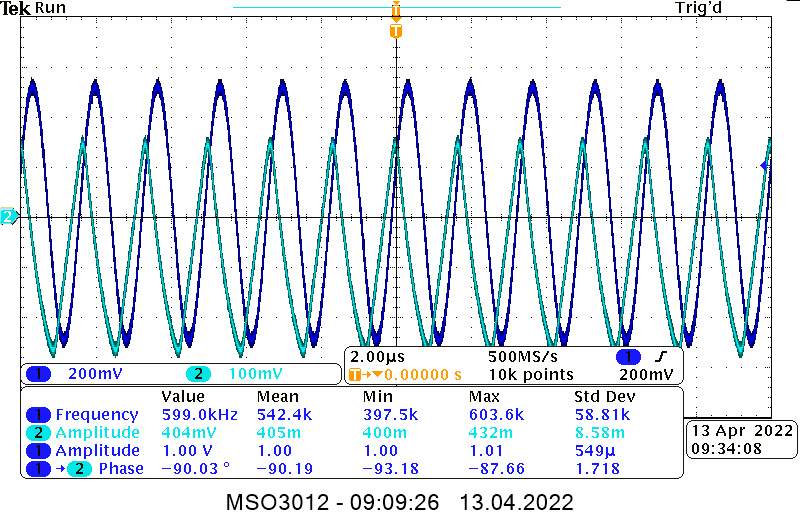 Tek Run Trig'd
T
T
2
1 200mV 2 100mV 2.00µs 500MS/s 1
T→▼0.00000 s 10k points 200mV
Value Mean Min Max Std Dev
1 Frequency 599.0kHz 542.4k 397.5k 603.6k 58.81k
2 Amplitude 404mV 405m 400m 432m 8.58m
1 Amplitude 1.00 V 1.00 1.00 1.01 549µ
1 →2 Phase −90.03 ° −90.19 −93.18 −87.66 1.718
13 Apr 2022
09:34:08
MSO3012 - 09:09:26 13.04.2022